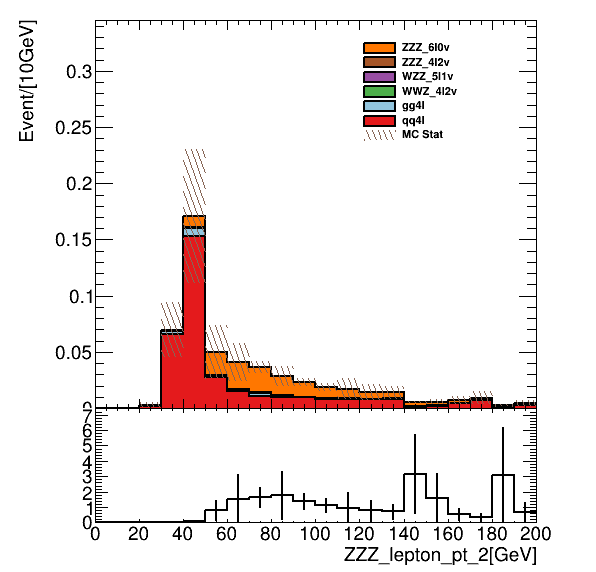 Event/[10GeV]
0.3
0.25
0.2
0.15
0.1
0.05
0
ZZZ_6l0v
ZZZ_4l2v
WZZ_5l1v
WWZ_4l2v
gg4l
qq4l
MC Stat
7
6
5
4
3
2
1
0
0 20 40 60 80 100 120 140 160 180 200
ZZZ_lepton_pt_2[GeV]